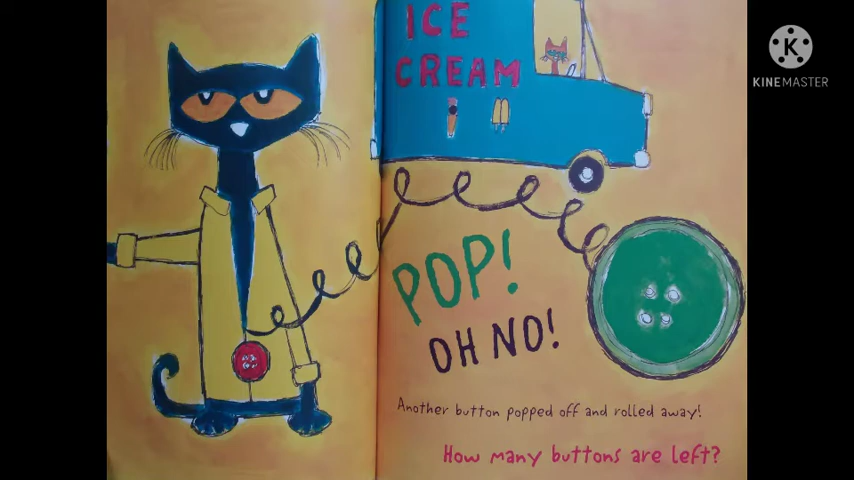 ICE
CREAM
POP!
OH NO!
Another button popped off and rolled away!
How many buttons are left?
K
KINEMASTER